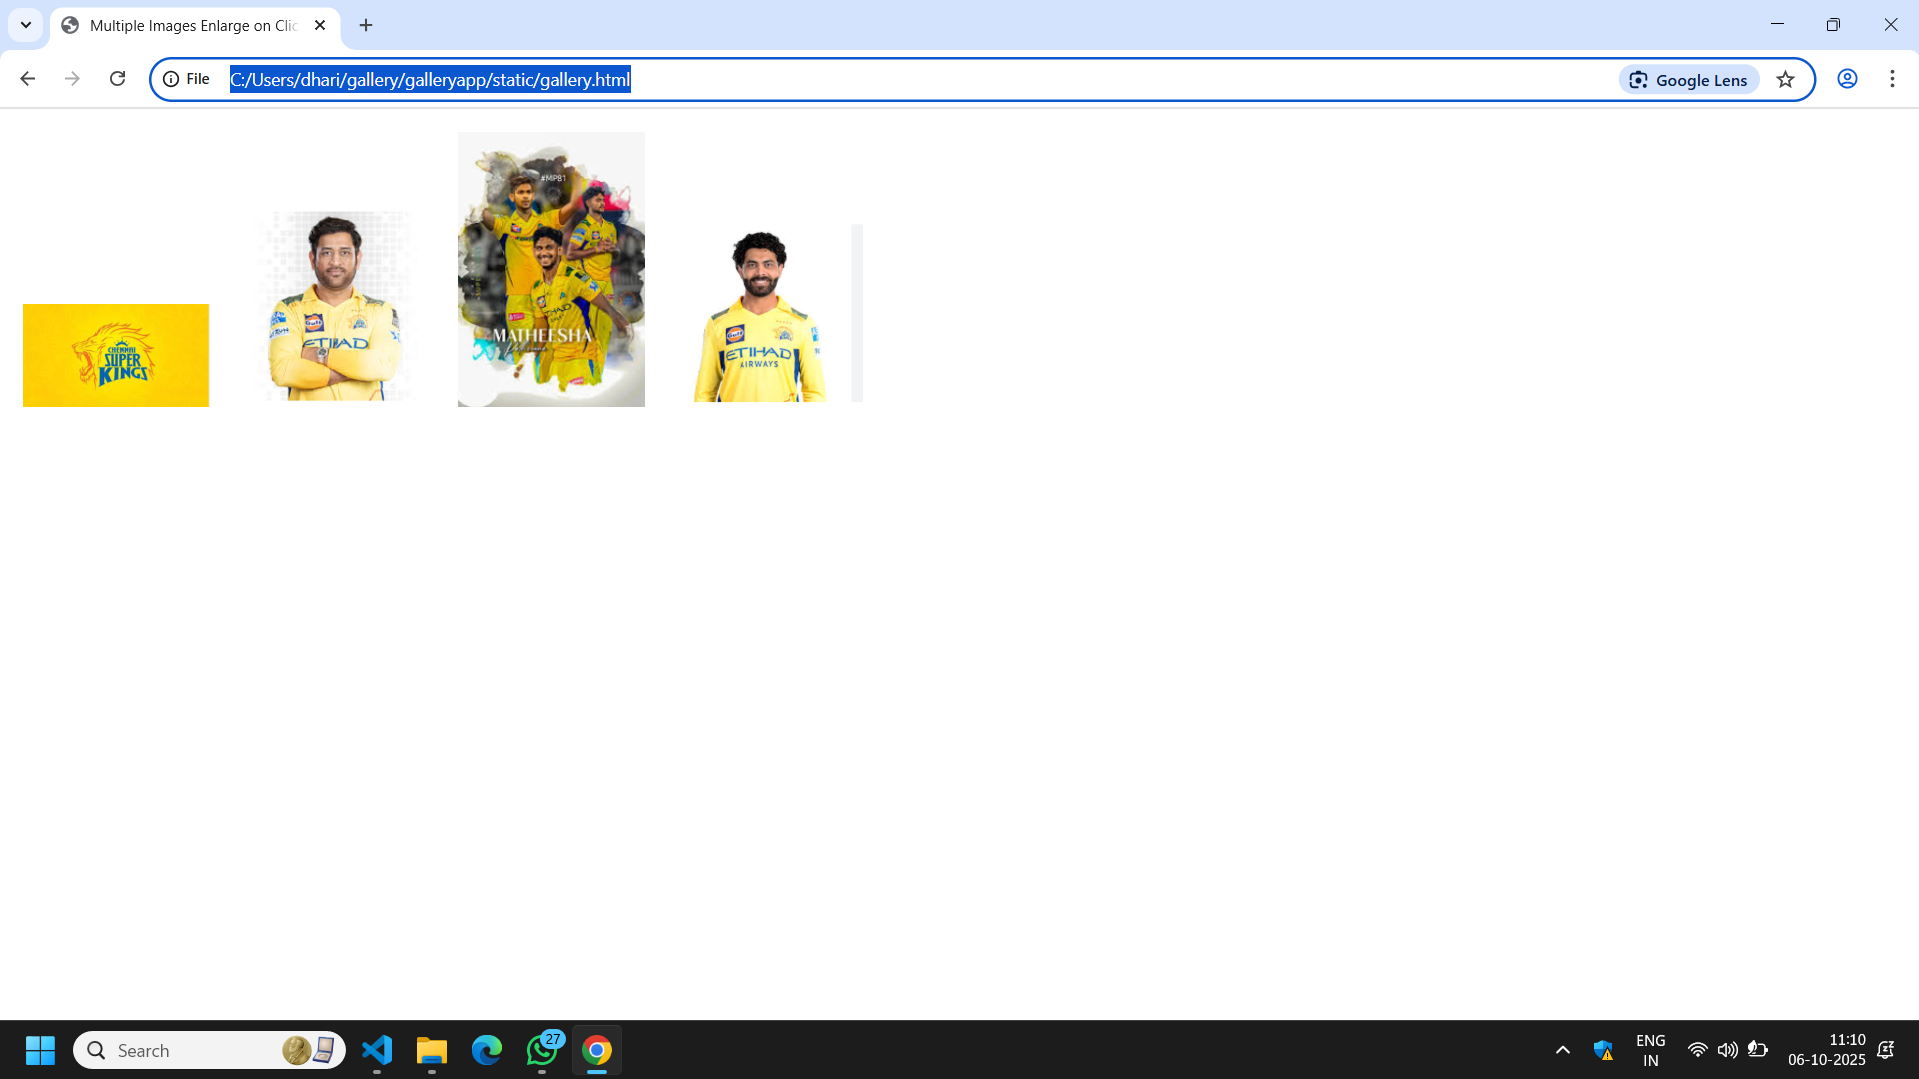 Multiple Images Enlarge on Clic
File
C:/Users/dhari/gallery/galleryapp/static/gallery.html
Google Lens
#MP81
CHENNAI
SUPER
KINGS
Gulf
ETIHAD
MATHEESHA
ETIHAD
AIRWAYS
Search
27
ENG
IN
11:10
06-10-2025